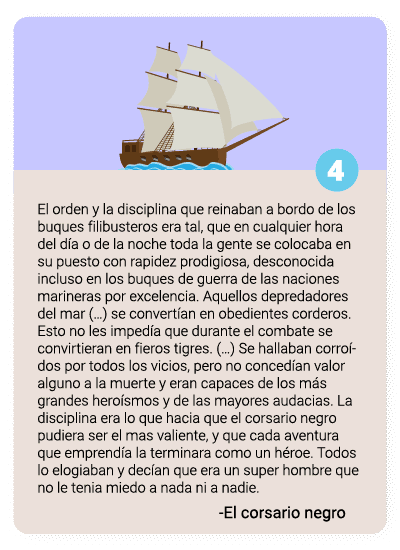 4
El orden y la disciplina que reinaban a bordo de los
buques filibusteros era tal, que en cualquier hora
del día o de la noche toda la gente se colocaba en
su puesto con rapidez prodigiosa, desconocida
incluso en los buques de guerra de las naciones
marineras por excelencia. Aquellos depredadores
del mar (...) se convertían en obedientes corderos.
Esto no les impedía que durante el combate se
convirtieran en fieros tigres. (...) Se hallaban corroí-
dos por todos los vicios, pero no concedían valor
alguno a la muerte y eran capaces de los más
grandes heroísmos y de las mayores audacias. La
disciplina era lo que hacia que el corsario negro
pudiera ser el mas valiente, y que cada aventura
que emprendía la terminara como un héroe. Todos
lo elogiaban y decían que era un super hombre que
no le tenia miedo a nada ni a nadie.
-El corsario negro